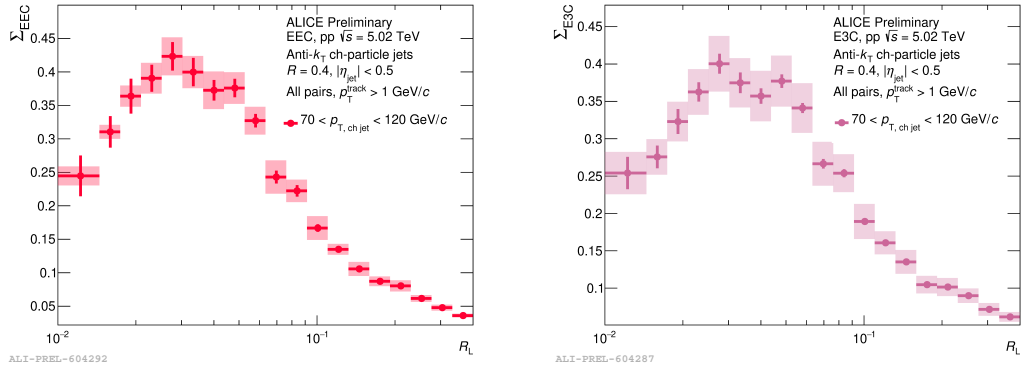 Σ_EEC
0.45
0.4
0.35
0.3
0.25
0.2
0.15
0.1
0.05
ALICE Preliminary
EEC, pp √s = 5.02 TeV
Anti-k_T ch-particle jets
R = 0.4, |η_jet| < 0.5
All pairs, p_T^track > 1 GeV/c
70 < p_T, ch jet < 120 GeV/c
10⁻²
10⁻¹
R_L
ALI-PREL-604292
Σ_E3C
0.45
0.4
0.35
0.3
0.25
0.2
0.15
0.1
ALICE Preliminary
E3C, pp √s = 5.02 TeV
Anti-k_T ch-particle jets
R = 0.4, |η_jet| < 0.5
All pairs, p_T^track > 1 GeV/c
70 < p_T, ch jet < 120 GeV/c
10⁻²
10⁻¹
R_L
ALI-PREL-604287